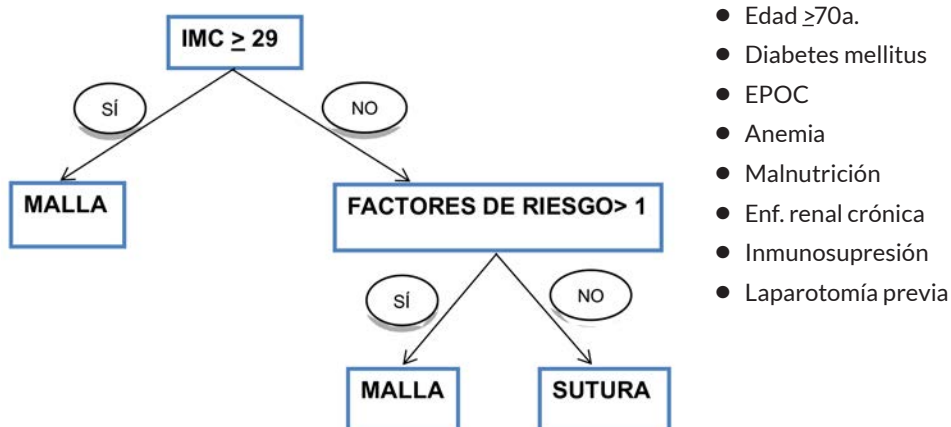 IMC ≥ 29
SÍ
NO
MALLA
FACTORES DE RIESGO> 1
SÍ
NO
MALLA
SUTURA
● Edad ≥70a.
● Diabetes mellitus
● EPOC
● Anemia
● Malnutrición
● Enf. renal crónica
● Inmunosupresión
● Laparotomía previa